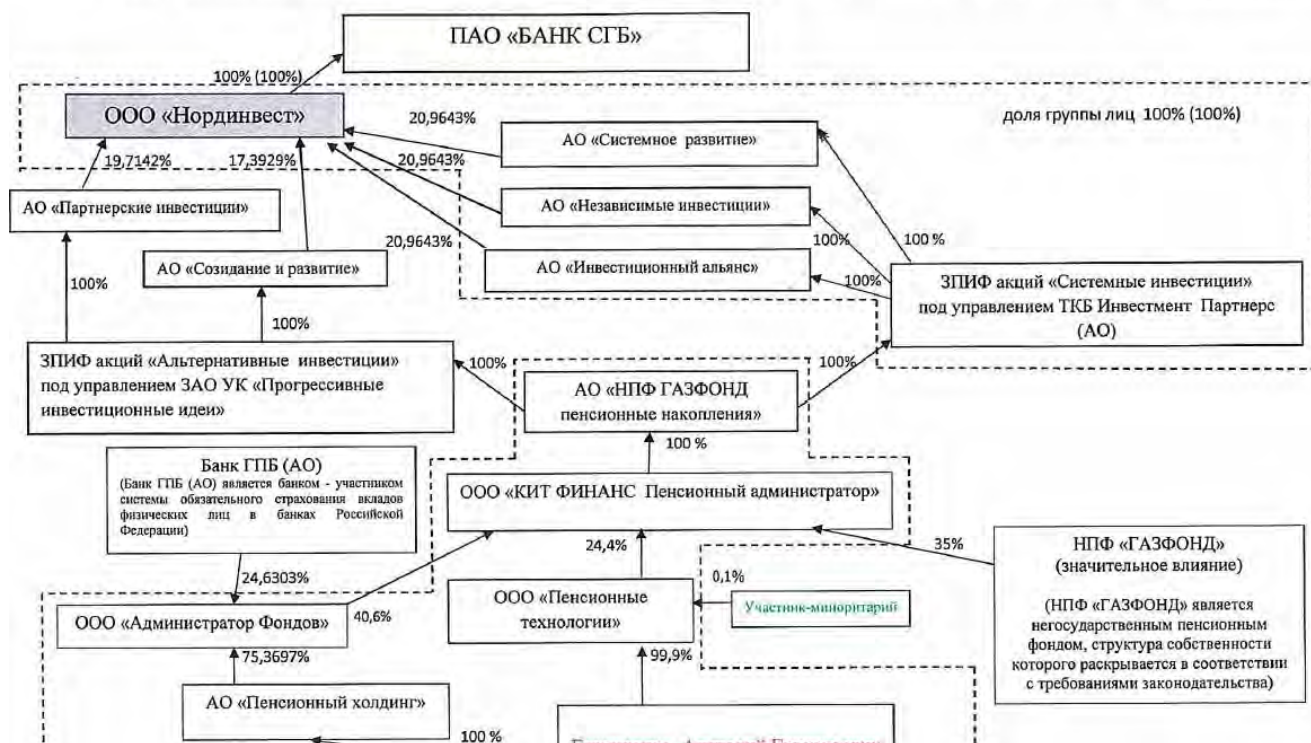 ПАО «БАНК СГБ»
100% (100%)
ООО «Нординвест»
доля группы лиц 100% (100%)
20,9643%
АО «Системное развитие»
19,7142%
17,3929%
20,9643%
АО «Партнерские инвестиции»
АО «Независимые инвестиции»
20,9643%
100%
100 %
АО «Созидание и развитие»
АО «Инвестиционный альянс»
100%
100%
ЗПИФ акций «Системные инвестиции»
под управлением ТКБ Инвестмент Партнерс
(АО)
100%
ЗПИФ акций «Альтернативные инвестиции»
под управлением ЗАО УК «Прогрессивные
инвестиционные идеи»
100%
100%
АО «НПФ ГАЗФОНД
пенсионные накопления»
100 %
Банк ГПБ (АО)
(Банк ГПБ (АО) является банком - участником
системы обязательного страхования вкладов
физических лиц в банках Российской
Федерации)
ООО «КИТ ФИНАНС Пенсионный администратор»
24,6303%
24,4%
35%
НПФ «ГАЗФОНД»
(значительное влияние)
(НПФ «ГАЗФОНД» является
негосударственным пенсионным
фондом, структура собственности
которого раскрывается в соответствии
с требованиями законодательства)
ООО «Администратор Фондов»
40,6%
ООО «Пенсионные
технологии»
0,1%
Участник-миноритарий
75,3697%
99,9%
АО «Пенсионный холдинг»
100 %